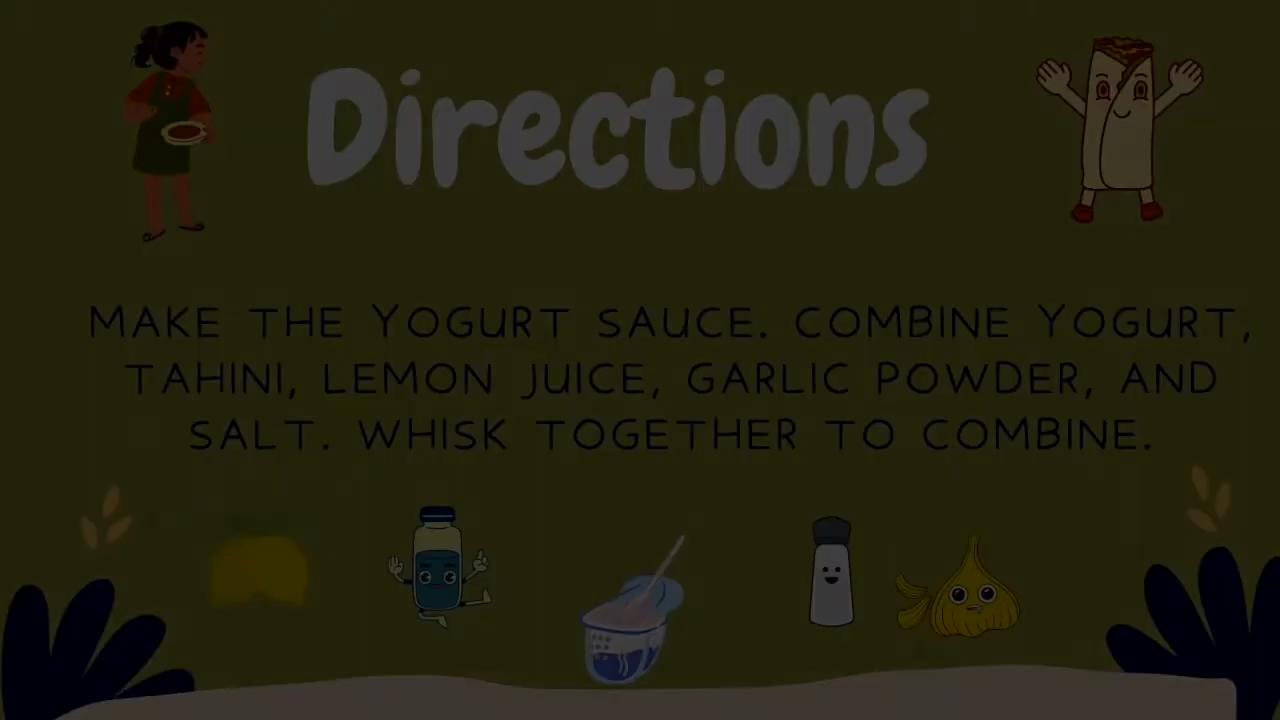 Directions
MAKE THE YOGURT SAUCE. COMBINE YOGURT,
TAHINI, LEMON JUICE, GARLIC POWDER, AND
SALT. WHISK TOGETHER TO COMBINE.